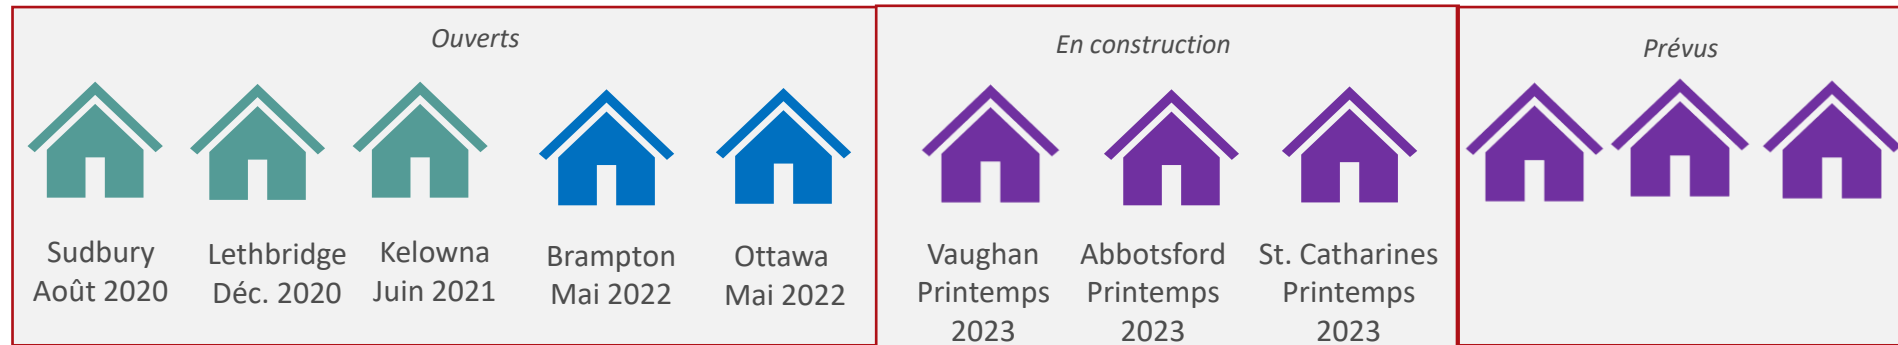 Ouverts
Sudbury
Août 2020
Lethbridge
Déc. 2020
Kelowna
Juin 2021
Brampton
Mai 2022
Ottawa
Mai 2022
En construction
Vaughan
Printemps
2023
Abbotsford
Printemps
2023
St. Catharines
Printemps
2023
Prévus